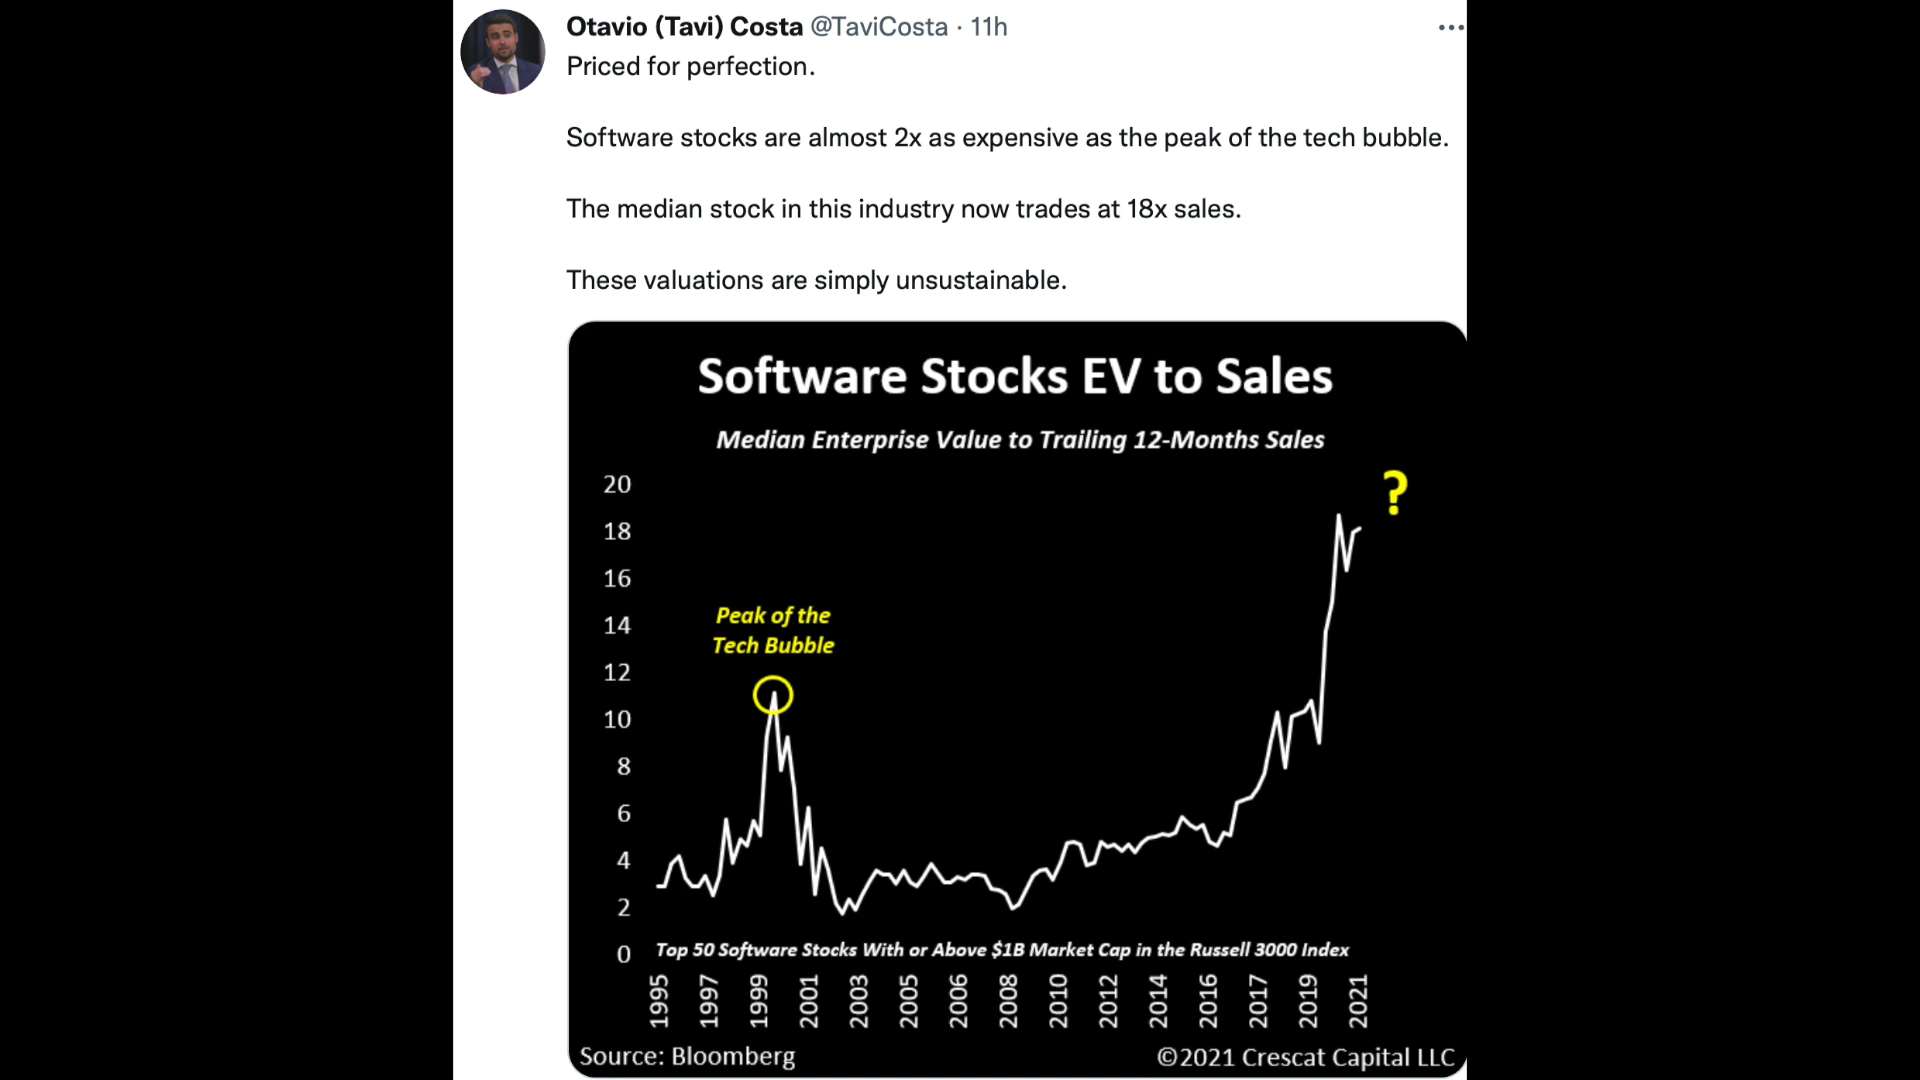 Otavio (Tavi) Costa @TaviCosta · 11h
Priced for perfection.
Software stocks are almost 2x as expensive as the peak of the tech bubble.
The median stock in this industry now trades at 18x sales.
These valuations are simply unsustainable.
Software Stocks EV to Sales
Median Enterprise Value to Trailing 12-Months Sales
20
18
16
14
12
10
8
6
4
2
0
?
Peak of the
Tech Bubble
Top 50 Software Stocks With or Above $1B Market Cap in the Russell 3000 Index
1995
1997
1999
2001
2003
2005
2006
2008
2010
2012
2014
2016
2017
2019
2021
Source: Bloomberg
©2021 Crescat Capital LLC